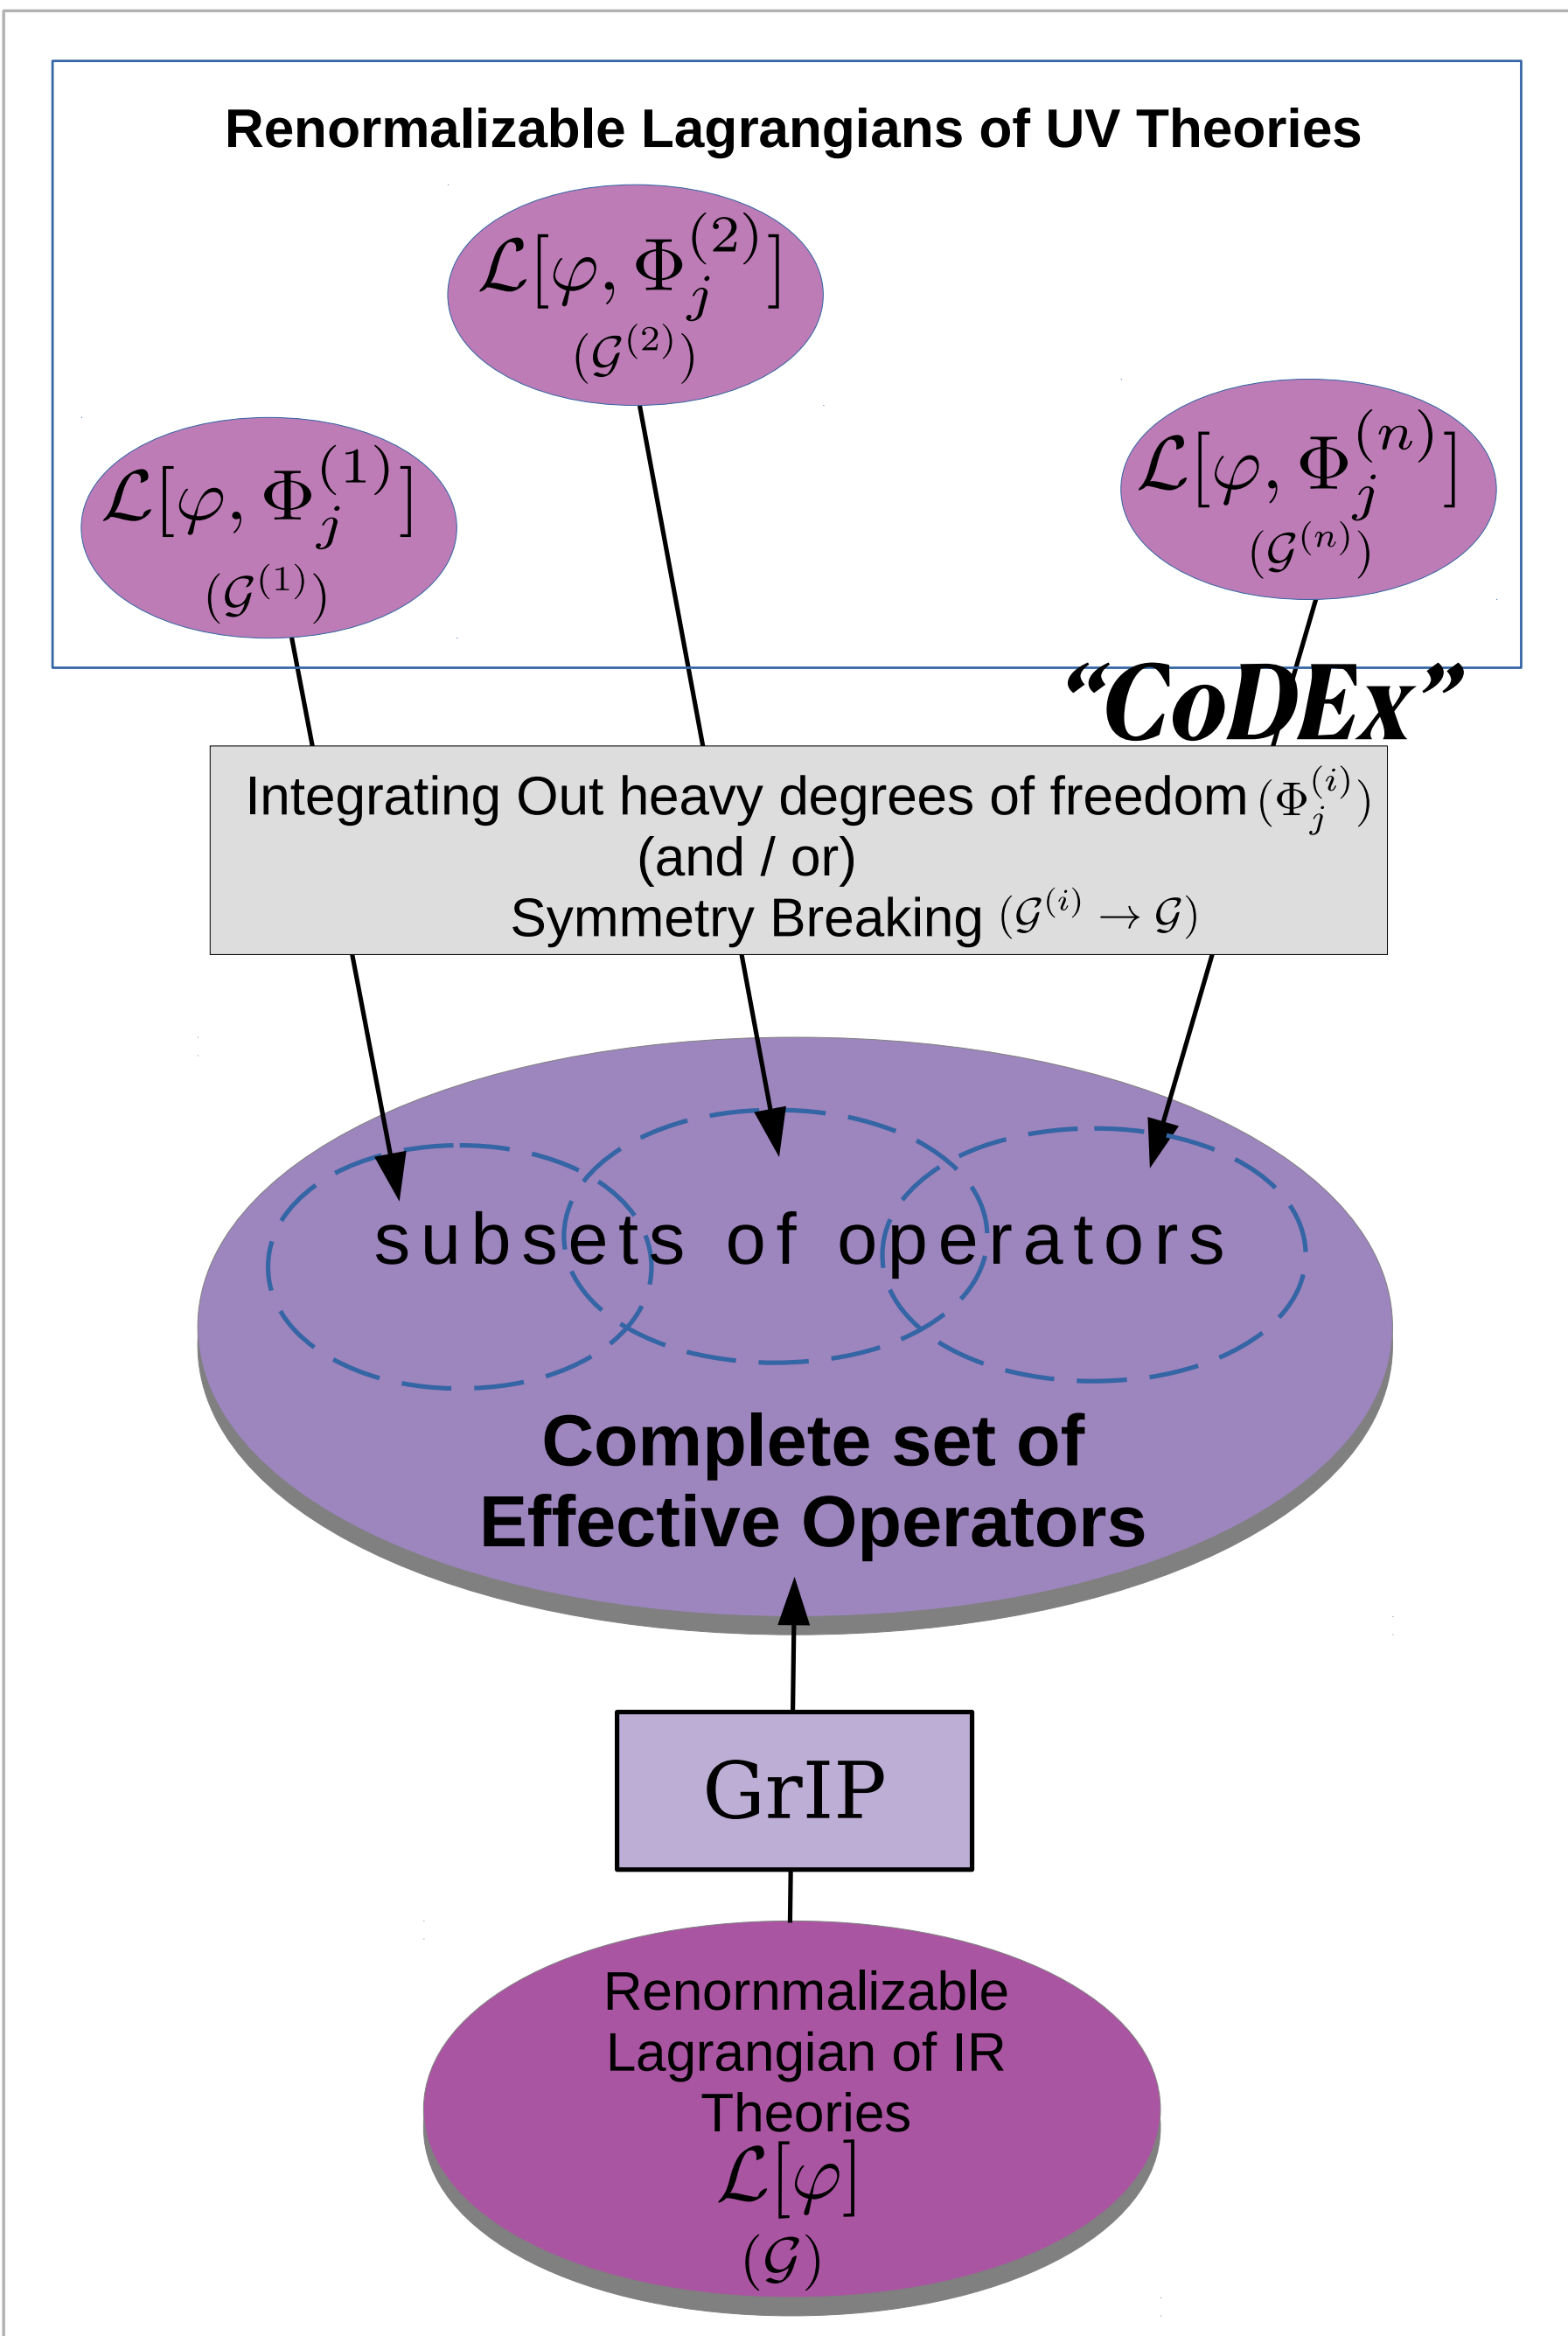 Renormalizable Lagrangians of UV Theories
ℒ[φ, Φ_j^(2)]
(𝒢^(2))
ℒ[φ, Φ_j^(1)]
(𝒢^(1))
ℒ[φ, Φ_j^(n)]
(𝒢^(n))
“CoDEx”
Integrating Out heavy degrees of freedom (Φ_j^(i))
(and / or)
Symmetry Breaking (𝒢^(i) → 𝒢)
subsets of operators
Complete set of
Effective Operators
GrIP
Renornmalizable
Lagrangian of IR
Theories
ℒ[φ]
(𝒢)